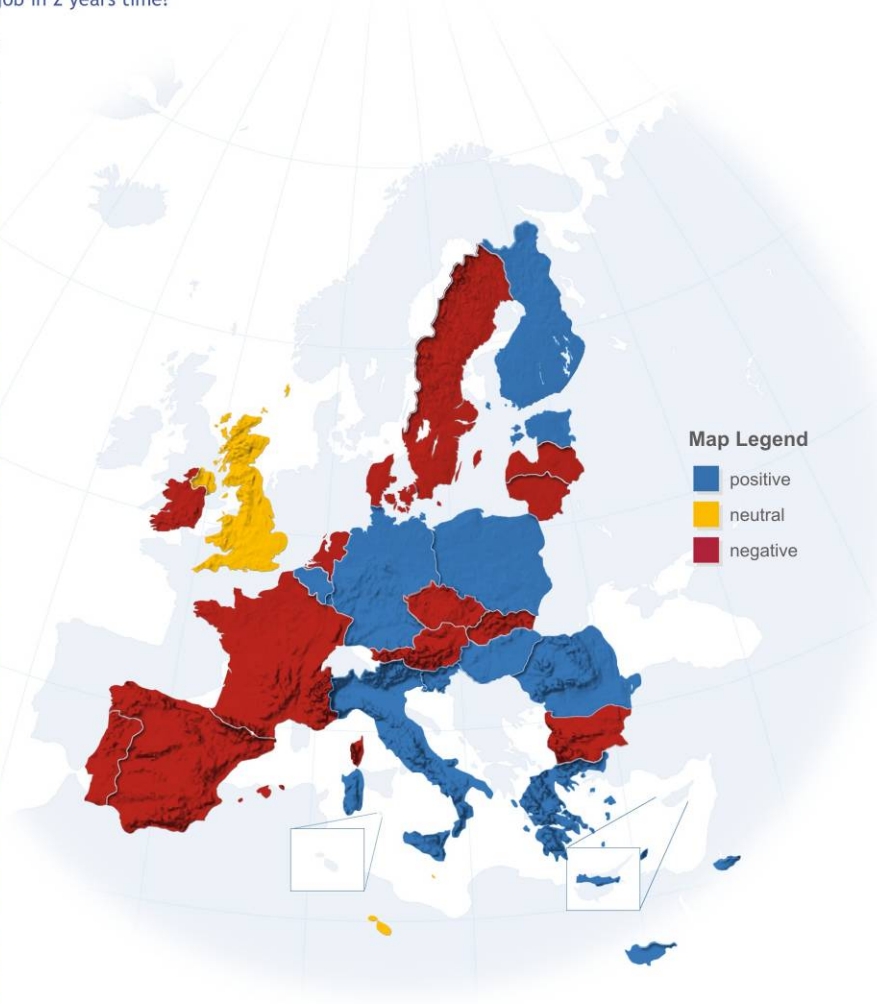 job in 2 years time?
Map Legend
positive
neutral
negative